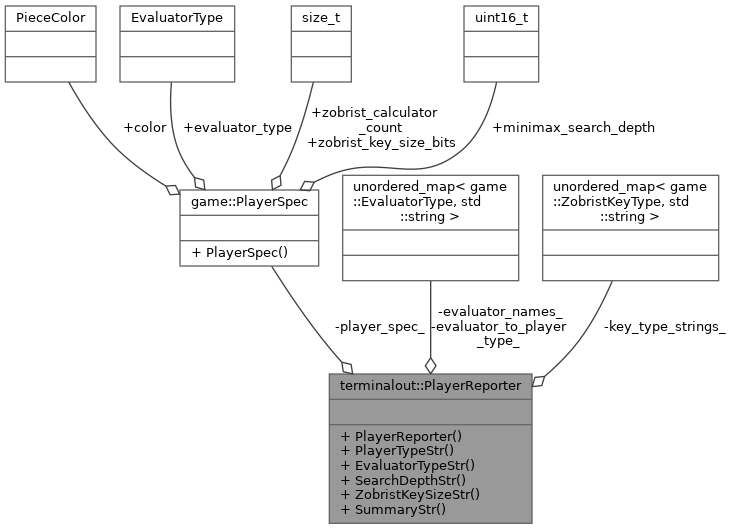 PieceColor
EvaluatorType
size_t
uint16_t
+color
+evaluator_type
+zobrist_calculator
_count
+zobrist_key_size_bits
+minimax_search_depth
game::PlayerSpec
+ PlayerSpec()
unordered_map< game
::EvaluatorType, std
::string >
unordered_map< game
::ZobristKeyType, std
::string >
-player_spec_
-evaluator_names_
-evaluator_to_player
_type_
-key_type_strings_
terminalout::PlayerReporter
+ PlayerReporter()
+ PlayerTypeStr()
+ EvaluatorTypeStr()
+ SearchDepthStr()
+ ZobristKeySizeStr()
+ SummaryStr()